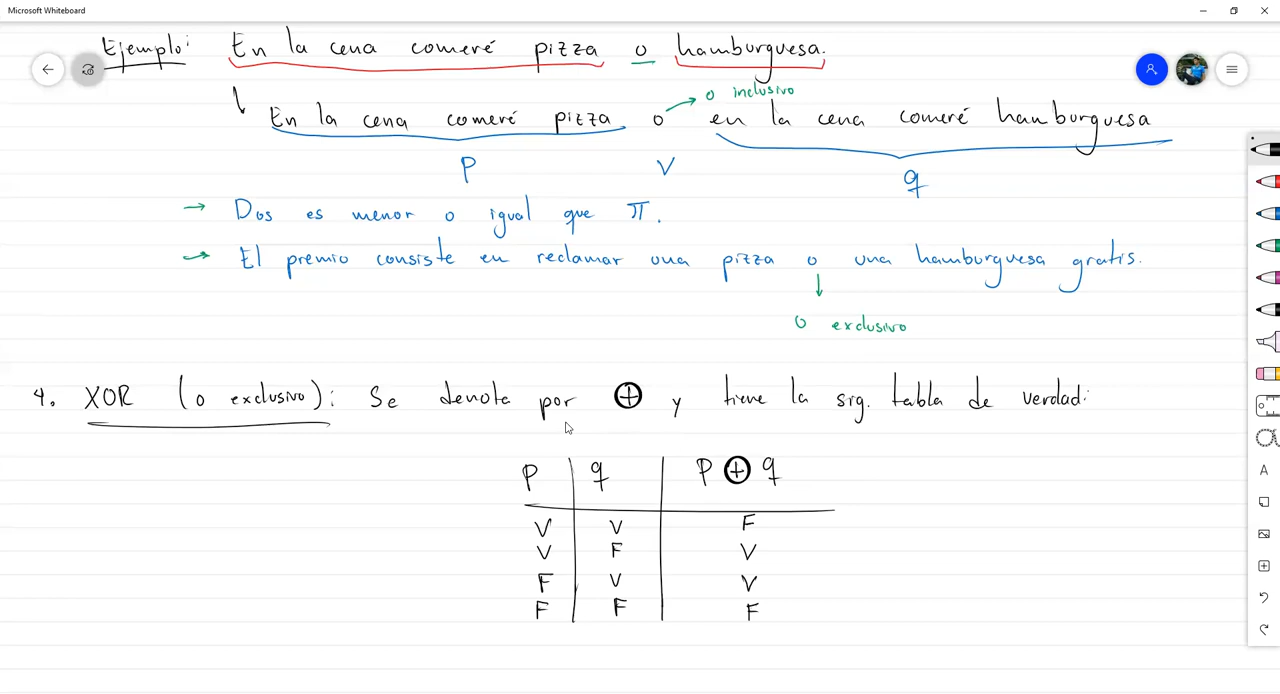 Microsoft Whiteboard
Ejemplo: En la cena comeré pizza o hamburguesa.
o inclusivo
En la cena comeré pizza o en la cena comeré hamburguesa
p V q
→ Dos es menor o igual que π.
→ El premio consiste en reclamar una pizza o una hamburguesa gratis.
o exclusivo
4. XOR (o exclusivo): Se denota por ⊕ y tiene la sig. tabla de verdad:
p q p ⊕ q
V V F
V F V
F V V
F F F